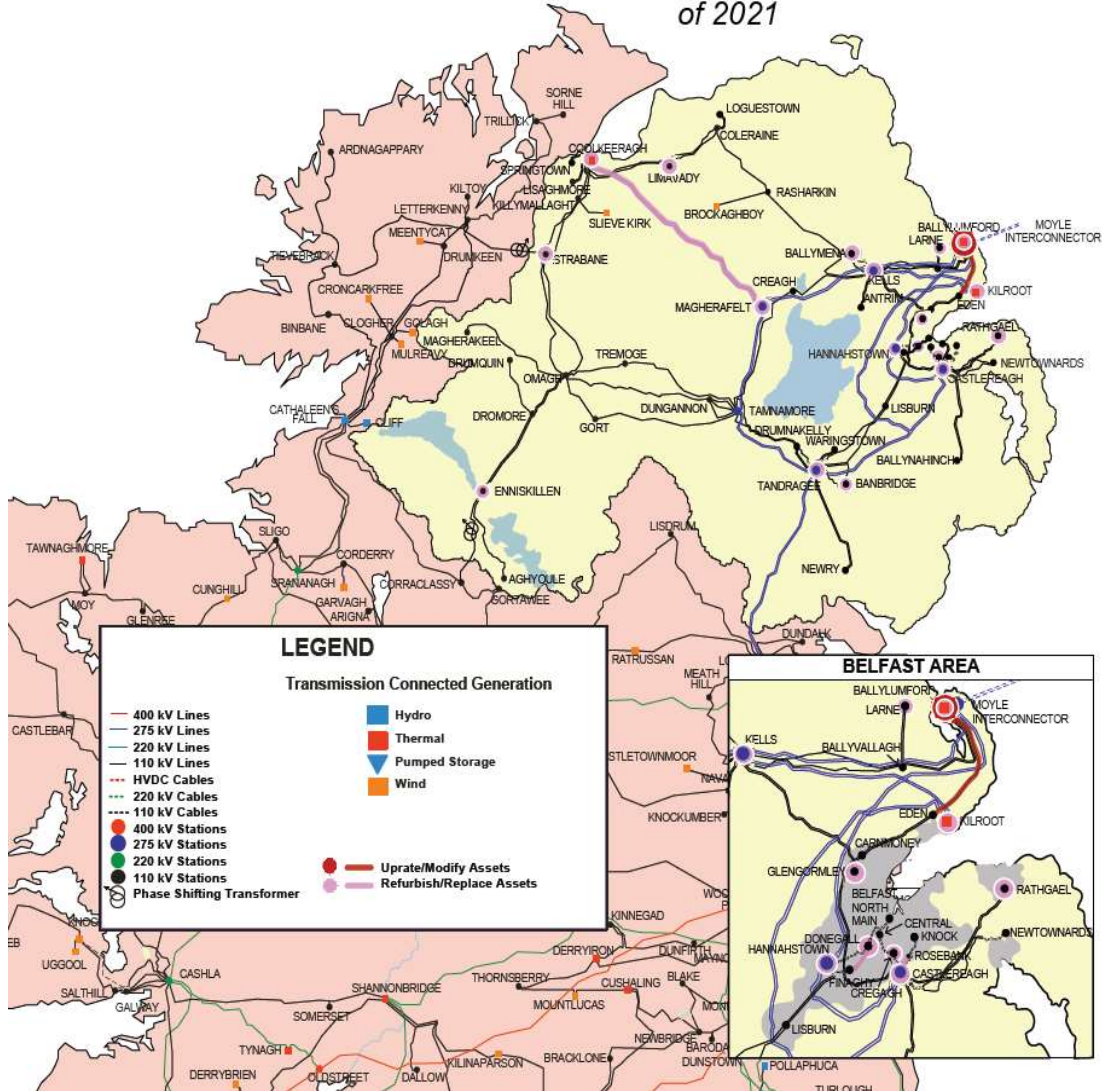 of 2021
SORNE
HILL
TRILLICK
LOGUESTOWN
COLERAINE
ARDNAGAPPARY
COOLKEERAGH
SPRINGTOWN
LIMAVADY
LISAGHMORE
KILTOY
KILLYMALLAGHT
RASHARKIN
LETTERKENNY
SLIEVE KIRK
BROCKAGHBOY
MEENTYCAT
BALLYLUMFORD
MOYLE
INTERCONNECTOR
LARNE
DRUMKEEN
STRABANE
BALLYMENA
TIEVEBRACK
KELLS
CREAGH
CRONCARKFREE
KILROOT
ANTRIM
MAGHERAFELT
EDEN
BINBANE
CLOGHER
GOLAGH
RATHGAEL
MAGHERAKEEL
MULREAVY
HANNAHSTOWN
DRUMQUIN
TREMOGE
NEWTOWNARDS
CASTLEREAGH
OMAGH
DUNGANNON
LISBURN
CATHALEEN'S
FALL
CLIFF
DROMORE
TAMNAMORE
GORT
DRUMNAKELLY
WARINGSTOWN
BALLYNAHINCH
TANDRAGEE
BANBRIDGE
ENNISKILLEN
LISDRUM
SLIGO
TAWNAGHMORE
CORDERRY
NEWRY
SRANANAGH
CORRACLASSY
AGHYOULE
CUNGHILL
GORTAWEE
MOY
GARVAGH
ARIGNA
GLENREE
DUNDALK
LEGEND
Transmission Connected Generation
400 kV Lines
275 kV Lines
220 kV Lines
110 kV Lines
HVDC Cables
220 kV Cables
110 kV Cables
400 kV Stations
275 kV Stations
220 kV Stations
110 kV Stations
Phase Shifting Transformer
Hydro
Thermal
Pumped Storage
Wind
Uprate/Modify Assets
Refurbish/Replace Assets
RATRUSSAN
MEATH
HILL
CASTLEBAR
STLETOWNMOOR
NAVA
KNOCKUMBER
BELFAST AREA
BALLYLUMFORD
LARNE
MOYLE
INTERCONNECTOR
KELLS
BALLYVALLAGH
EDEN
KILROOT
CARNMONEY
GLENGORMLEY
BELFAST
NORTH
MAIN
RATHGAEL
CENTRAL
DONEGALL
KNOCK
NEWTOWNARDS
HANNAHSTOWN
ROSEBANK
CASTLEREAGH
FINAGHY
CREGAGH
LISBURN
KNOC
EB
UGGOOL
CASHLA
SALTHILL
GALWAY
KINNEGAD
DERRYIRON
DUNFIRTH
MAYNO
THORNSBERRY
BLAKE
SHANNONBRIDGE
CUSHALING
MOUNTLUCAS
SOMERSET
NEWBRIDGE
BARODA
TYNAGH
KILINAPARSON
BRACKLONE
DUNSTOWN
DERRYBRIEN
OLDSTREET
DALLOW
POLLAPHUCA